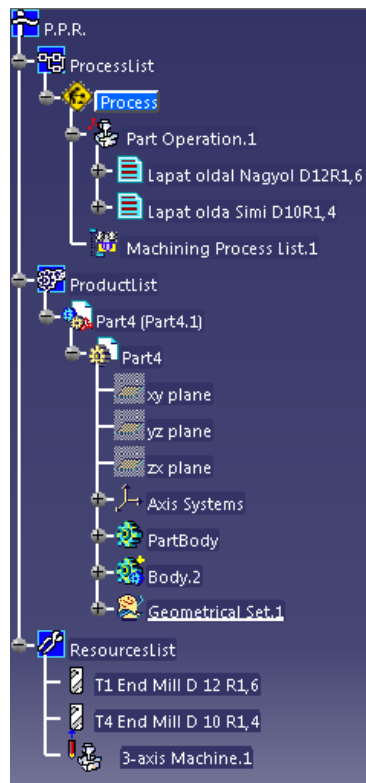 P.P.R.
ProcessList
Process
Part Operation.1
Lapat oldal Nagyol D12R1,6
Lapat olda Simi D10R1,4
Machining Process List.1
ProductList
Part4 (Part4.1)
Part4
xy plane
yz plane
zx plane
Axis Systems
PartBody
Body.2
Geometrical Set.1
ResourcesList
T1 End Mill D 12 R1,6
T4 End Mill D 10 R1,4
3-axis Machine.1